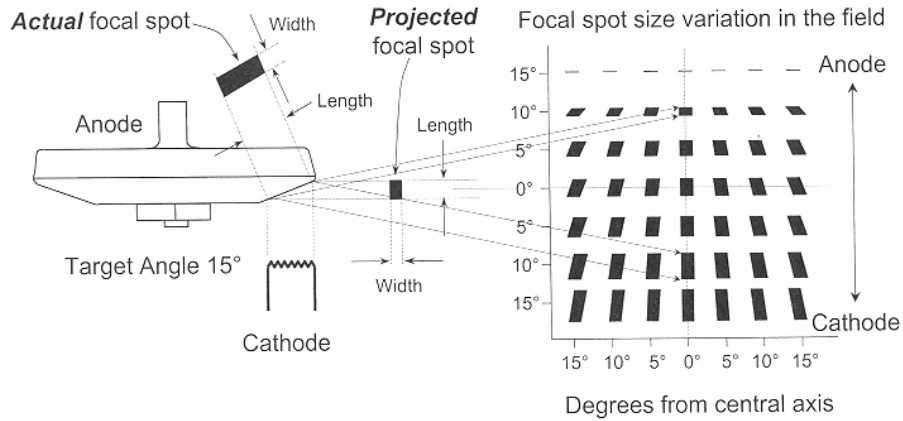 Actual focal spot
Width
Length
Projected
focal spot
Length
Width
Anode
Target Angle 15°
Cathode
Focal spot size variation in the field
Anode
15°
10°
5°
0°
5°
10°
15°
Cathode
15° 10° 5° 0° 5° 10° 15°
Degrees from central axis